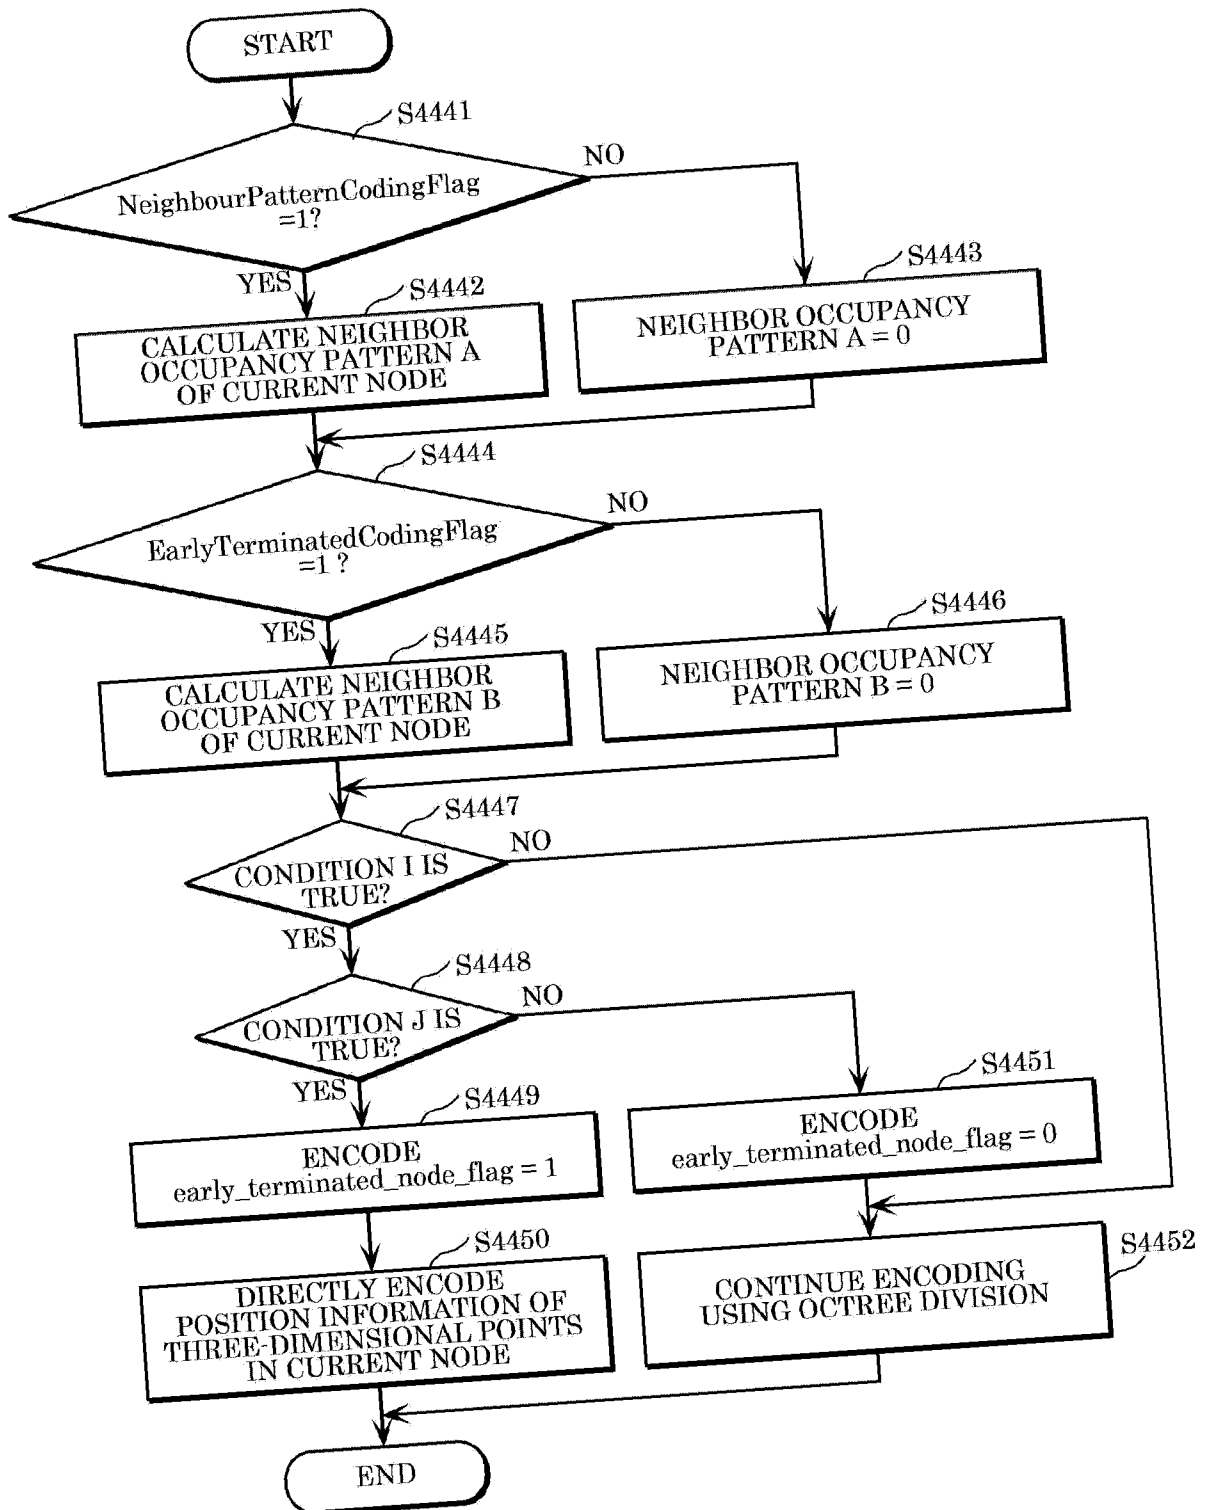 START
S4441
NeighbourPatternCodingFlag
=1?
NO
YES
S4442
CALCULATE NEIGHBOR
OCCUPANCY PATTERN A
OF CURRENT NODE
S4443
NEIGHBOR OCCUPANCY
PATTERN A = 0
S4444
EarlyTerminatedCodingFlag
=1 ?
NO
YES
S4445
CALCULATE NEIGHBOR
OCCUPANCY PATTERN B
OF CURRENT NODE
S4446
NEIGHBOR OCCUPANCY
PATTERN B = 0
S4447
CONDITION I IS
TRUE?
NO
YES
S4448
CONDITION J IS
TRUE?
NO
YES
S4449
ENCODE
early_terminated_node_flag = 1
S4451
ENCODE
early_terminated_node_flag = 0
S4450
DIRECTLY ENCODE
POSITION INFORMATION OF
THREE-DIMENSIONAL POINTS
IN CURRENT NODE
S4452
CONTINUE ENCODING
USING OCTREE DIVISION
END